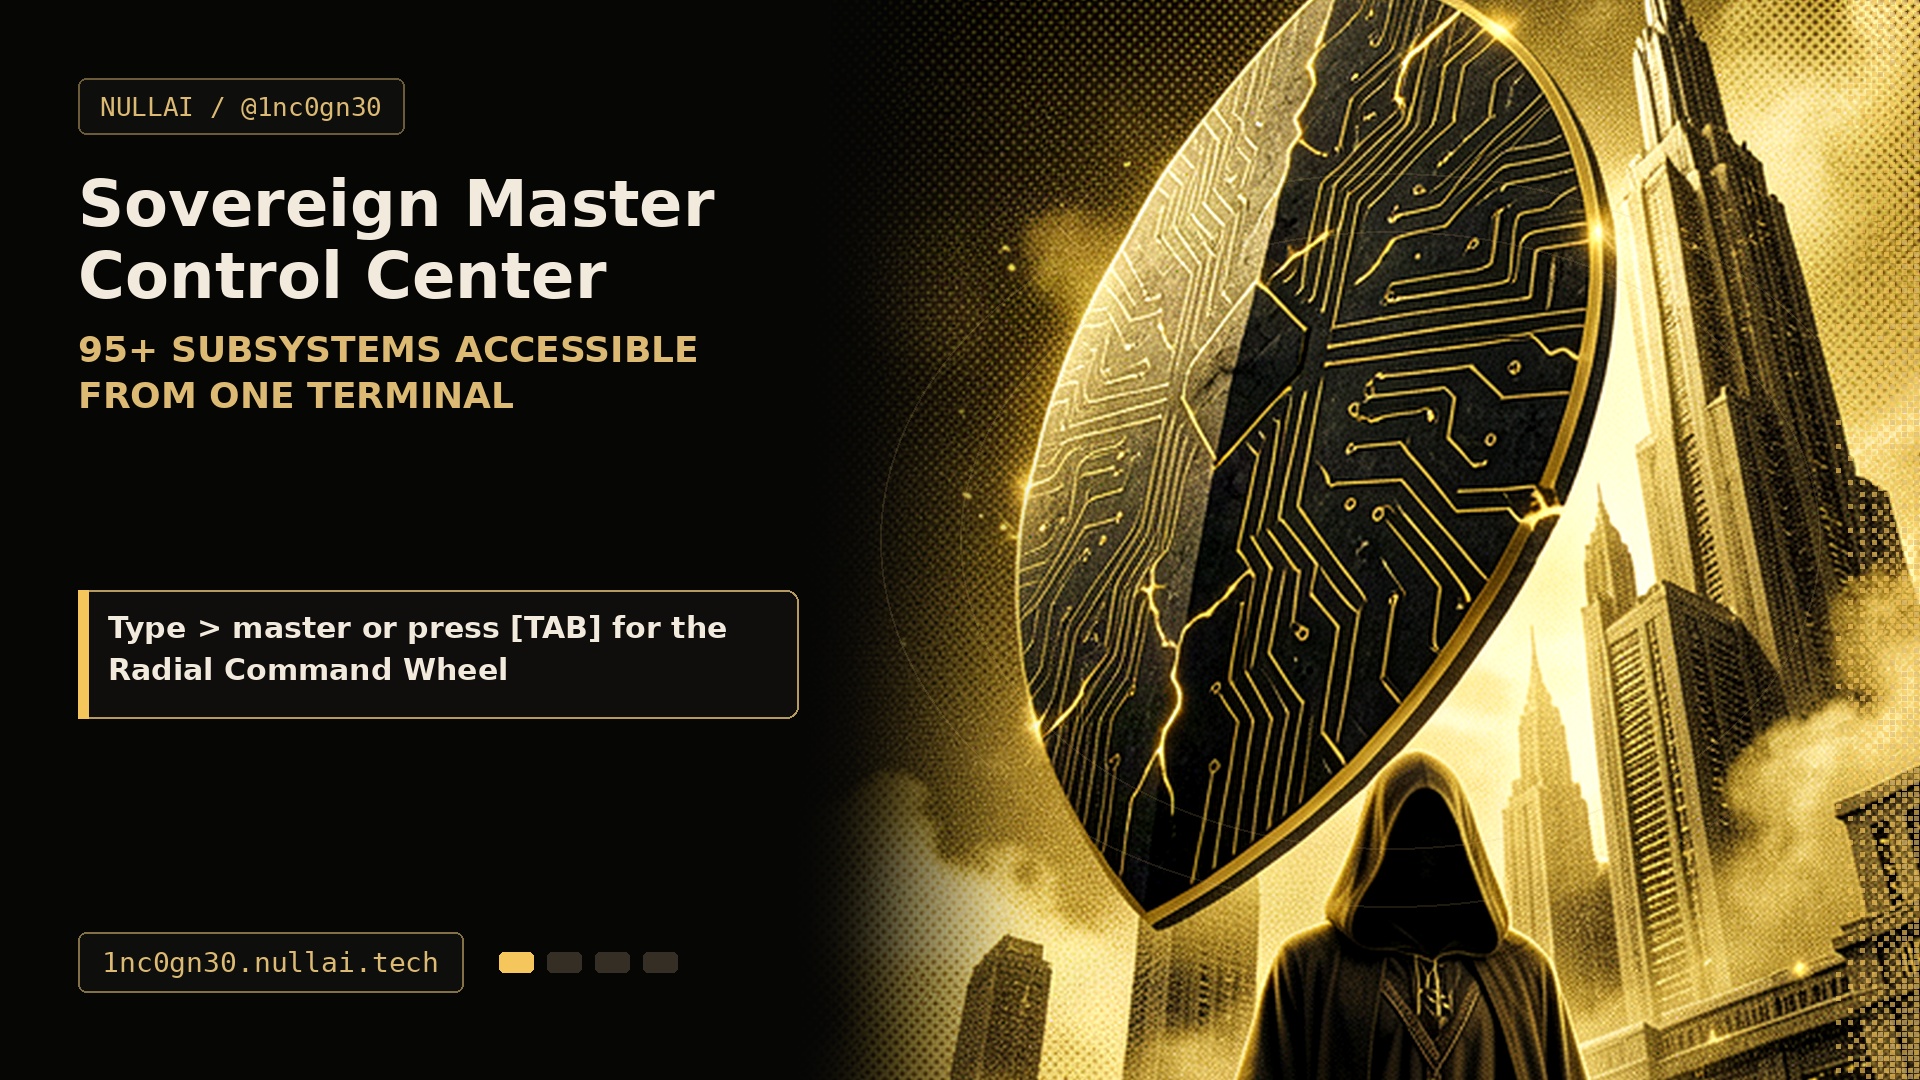 NULLAI / @1nc0gn30
Sovereign Master
Control Center
95+ SUBSYSTEMS ACCESSIBLE
FROM ONE TERMINAL
Type > master or press [TAB] for the
Radial Command Wheel
1nc0gn30.nullai.tech